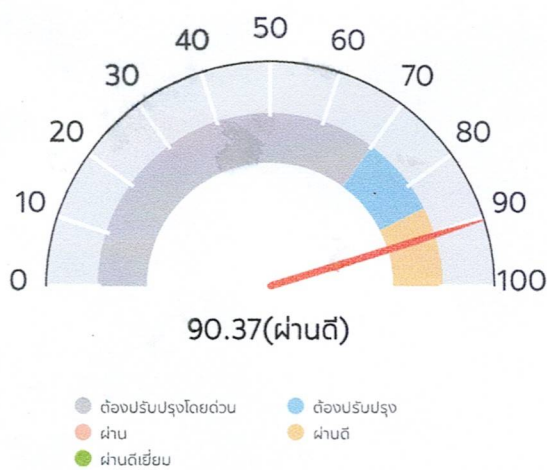 50
40 60
30 70
20 80
10 90
0 100
90.37(ผ่านดี)
ต้องปรับปรุงโดยด่วน ต้องปรับปรุง
ผ่าน ผ่านดี
ผ่านดีเยี่ยม